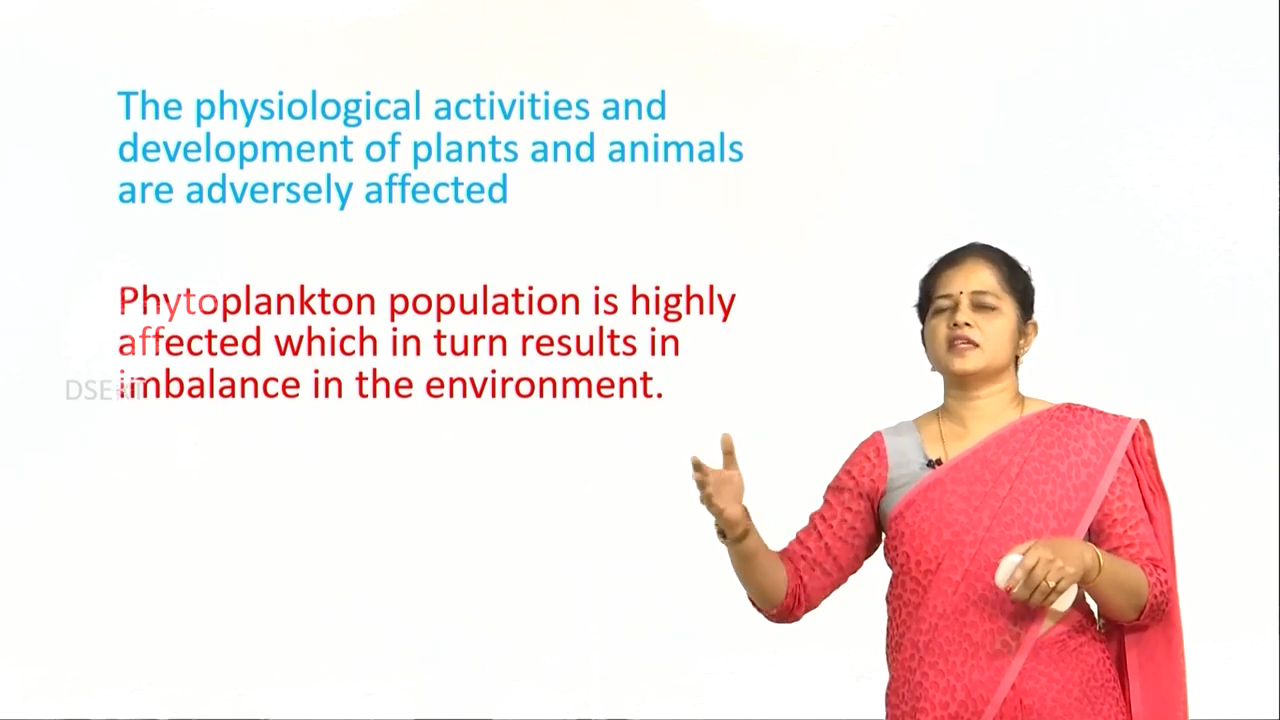 The physiological activities and
development of plants and animals
are adversely affected
Phytoplankton population is highly
affected which in turn results in
imbalance in the environment.